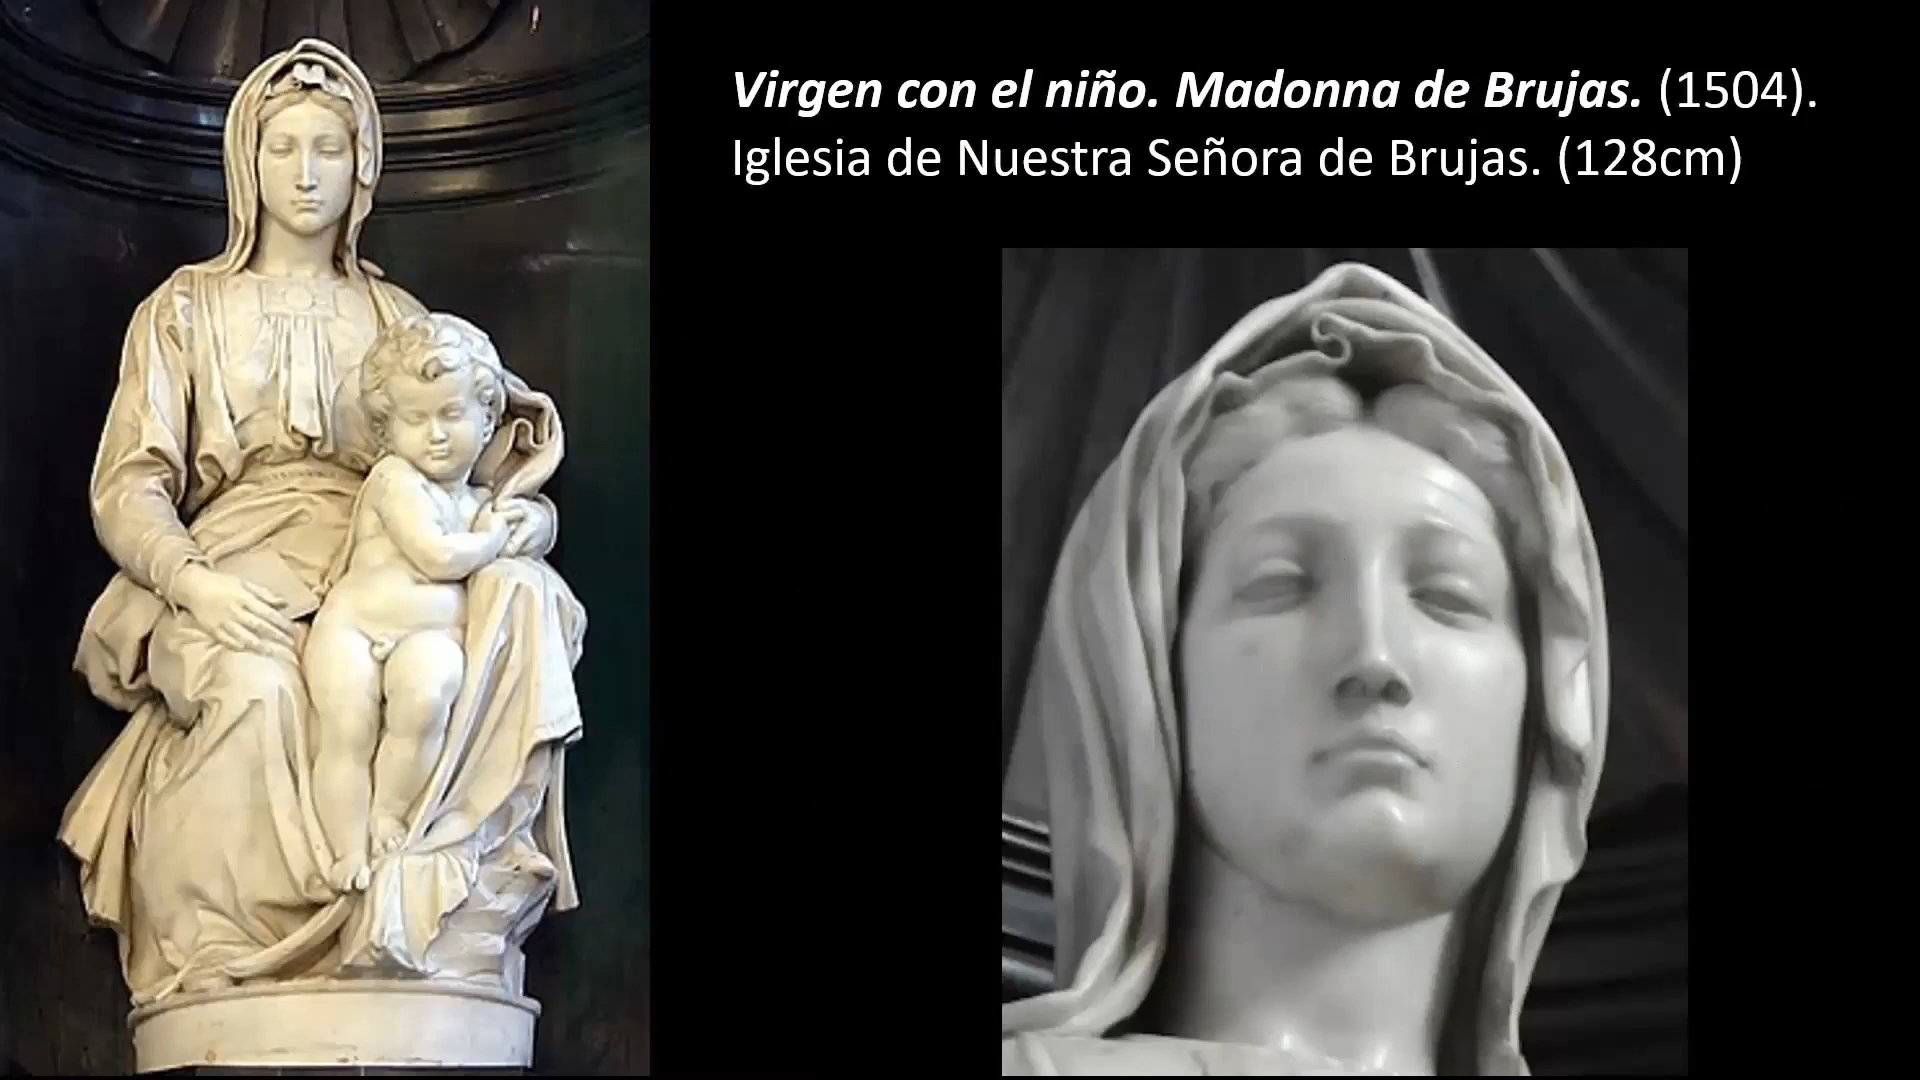 Virgen con el niño. Madonna de Brujas. (1504).
Iglesia de Nuestra Señora de Brujas. (128cm)